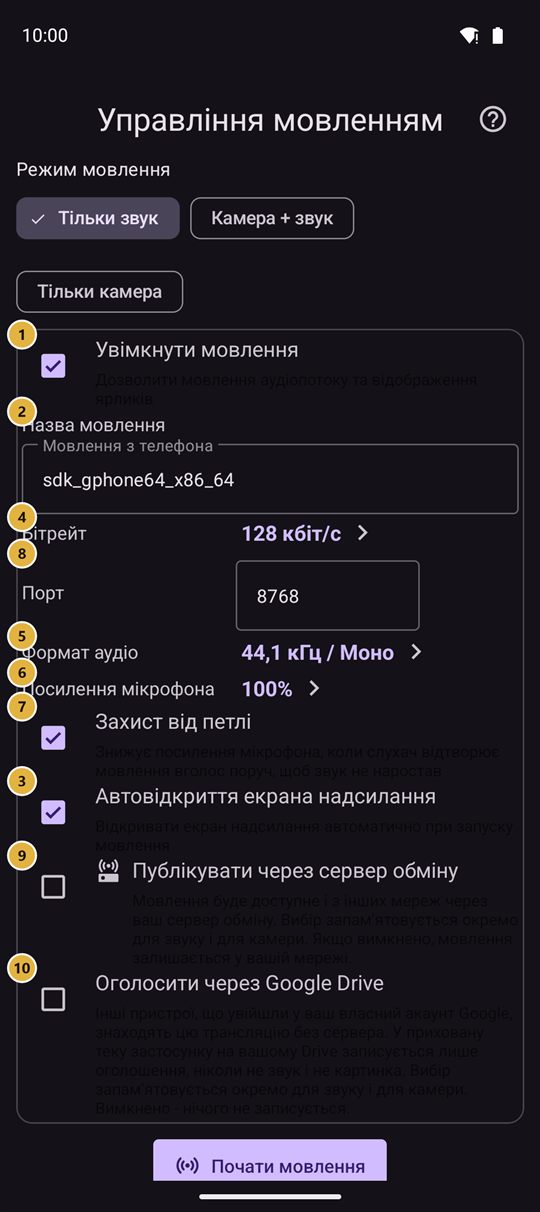 10:00
Управління мовленням
Режим мовлення
Тільки звук
Камера + звук
Тільки камера
1
Увімкнути мовлення
Дозволити мовлення аудіопотоку та відображення
ярликів
2
Назва мовлення
Мовлення з телефона
sdk_gphone64_x86_64
4
Бітрейт
128 кбіт/с
8
Порт
8768
5
Формат аудіо
44,1 кГц / Моно
6
Посилення мікрофона
100%
7
Захист від петлі
Знижує посилення мікрофона, коли слухач відтворює
мовлення вголос поруч, щоб звук не наростав
3
Автовідкриття екрана надсилання
Відкривати екран надсилання автоматично при запуску
мовлення
9
Публікувати через сервер обміну
Мовлення буде доступне і з інших мереж через
ваш сервер обміну. Вибір запам'ятовується окремо
для звуку і для камери. Якщо вимкнено, мовлення
залишається у вашій мережі.
10
Оголосити через Google Drive
Інші пристрої, що увійшли у ваш власний акаунт Google,
знаходять цю трансляцію без сервера. У приховану
теку застосунку на вашому Drive записується лише
оголошення, ніколи не звук і не картинка. Вибір
запам'ятовується окремо для звуку і для камери.
Вимкнено - нічого не записується.
Почати мовлення